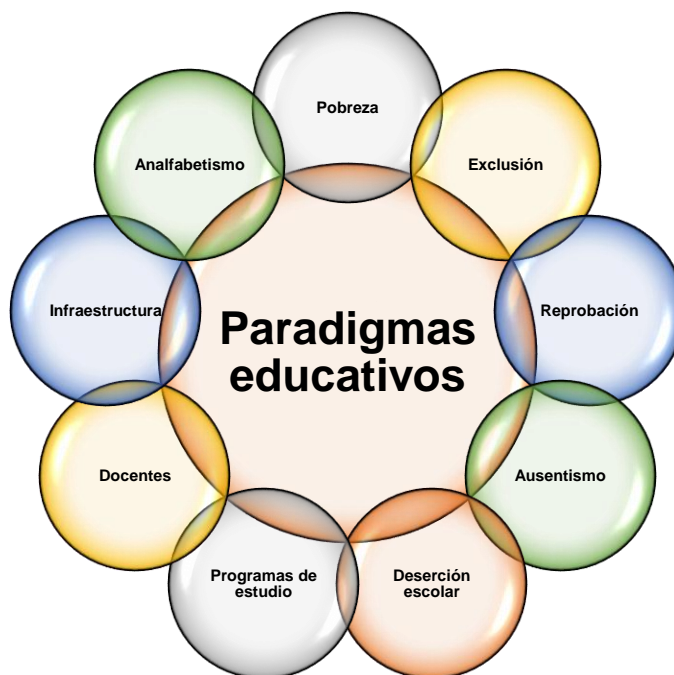 Pobreza
Analfabetismo
Exclusión
Infraestructura
Reprobación
Paradigmas
educativos
Docentes
Ausentismo
Programas de
estudio
Deserción
escolar